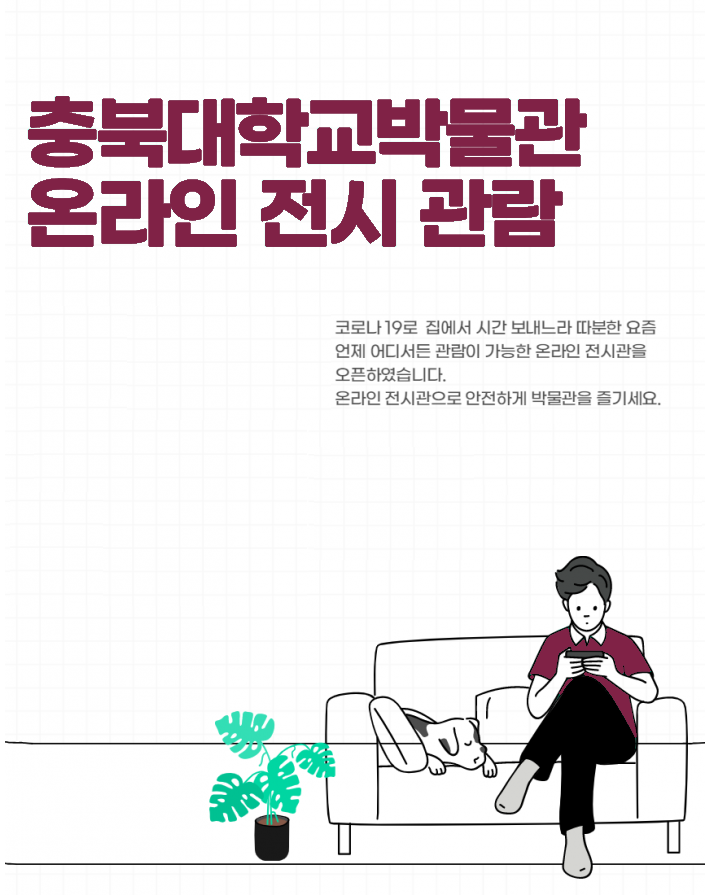 충북대학교박물관
온라인 전시 관람
코로나19로  집에서 시간 보내느라 따분한 요즘
언제 어디서든 관람이 가능한 온라인 전시관을
오픈하였습니다.
온라인 전시관으로 안전하게 박물관을 즐기세요.